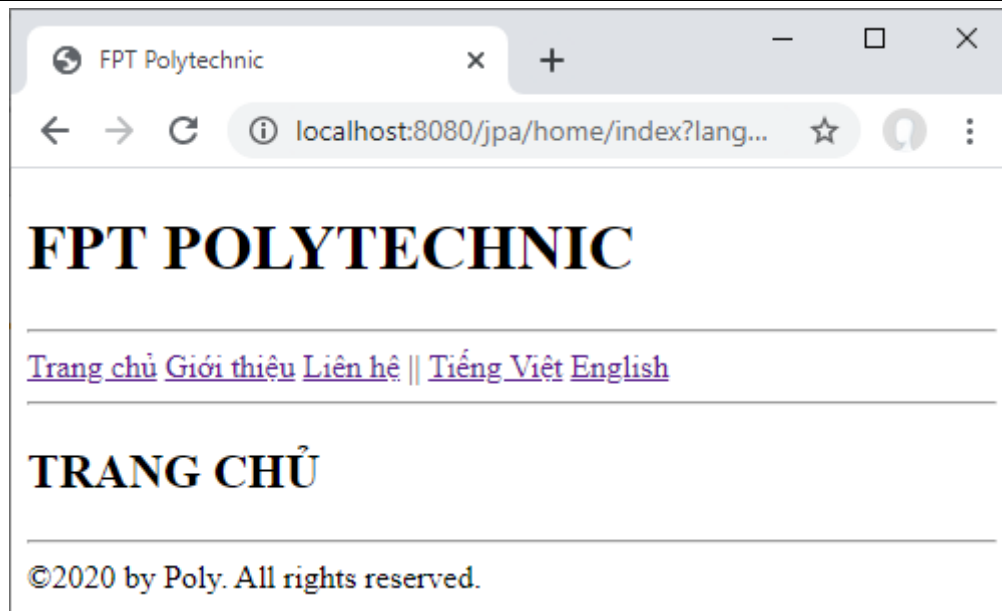 FPT Polytechnic
localhost:8080/jpa/home/index?lang...
FPT POLYTECHNIC
Trang chủ Giới thiệu Liên hệ || Tiếng Việt English
TRANG CHỦ
©2020 by Poly. All rights reserved.